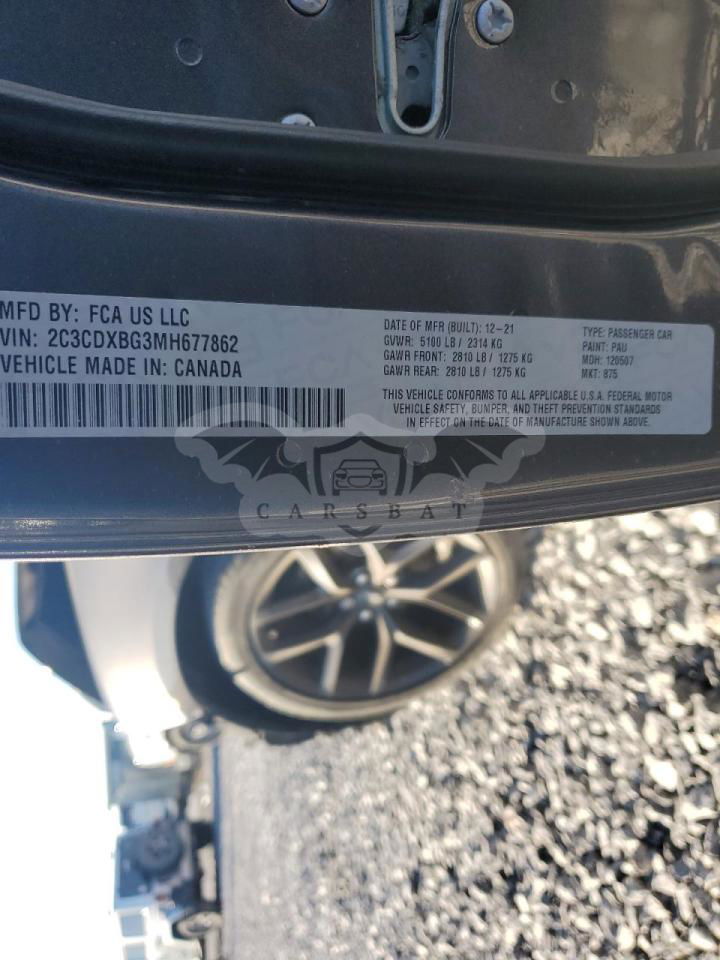 MFD BY: FCA US LLC
VIN: 2C3CDXBG3MH677862
VEHICLE MADE IN: CANADA
DATE OF MFR (BUILT): 12-21
GVWR: 5100 LB / 2314 KG
GAWR FRONT: 2810 LB / 1275 KG
GAWR REAR: 2810 LB / 1275 KG
TYPE: PASSENGER CAR
PAINT: PAU
MDH: 120507
MKT: 875
THIS VEHICLE CONFORMS TO ALL APPLICABLE U.S.A. FEDERAL MOTOR
VEHICLE SAFETY, BUMPER, AND THEFT PREVENTION STANDARDS
IN EFFECT ON THE DATE OF MANUFACTURE SHOWN ABOVE.
CARSBAT